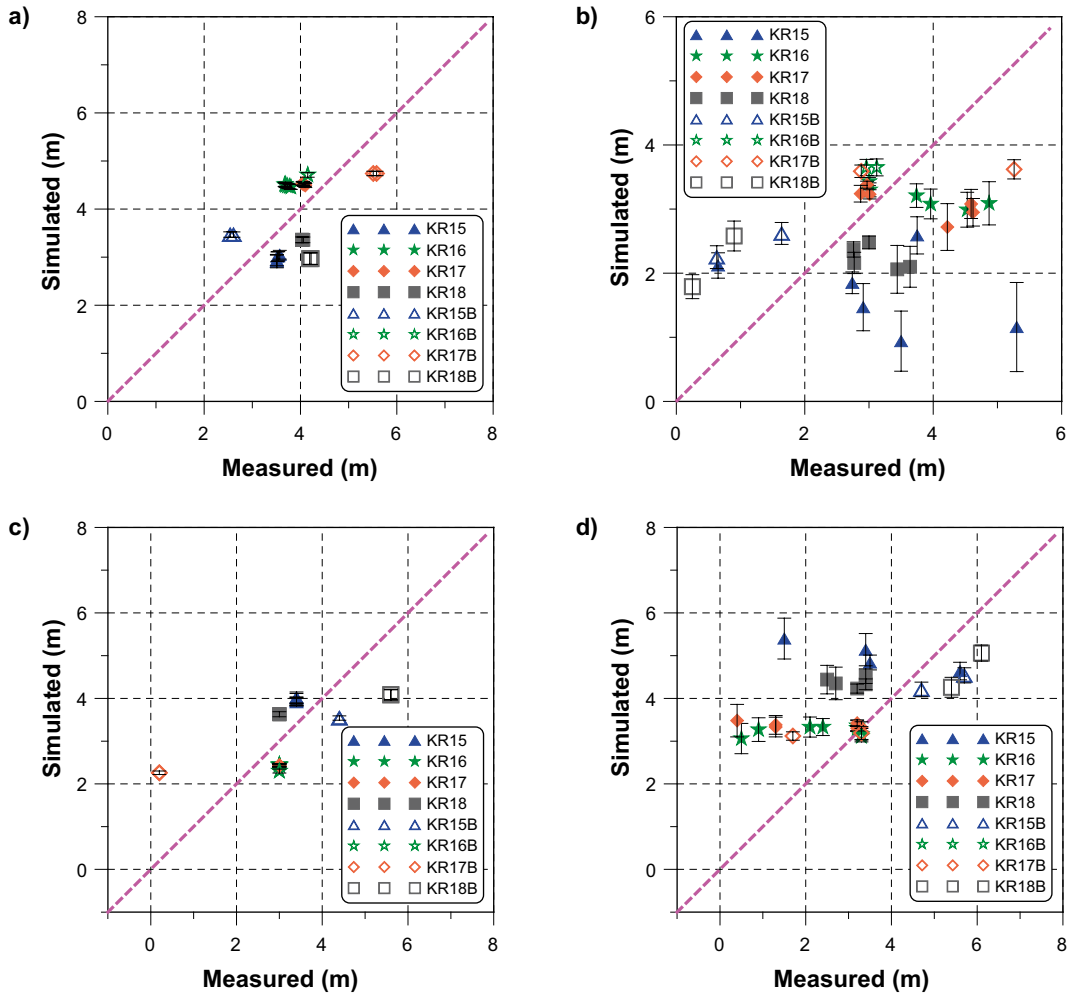 a)
8
6
4
2
0
Simulated (m)
0 2 4 6 8
Measured (m)
KR15
KR16
KR17
KR18
KR15B
KR16B
KR17B
KR18B
b)
6
4
2
0
Simulated (m)
0 2 4 6
Measured (m)
KR15
KR16
KR17
KR18
KR15B
KR16B
KR17B
KR18B
c)
8
6
4
2
0
Simulated (m)
0 2 4 6 8
Measured (m)
KR15
KR16
KR17
KR18
KR15B
KR16B
KR17B
KR18B
d)
8
6
4
2
0
Simulated (m)
0 2 4 6 8
Measured (m)
KR15
KR16
KR17
KR18
KR15B
KR16B
KR17B
KR18B